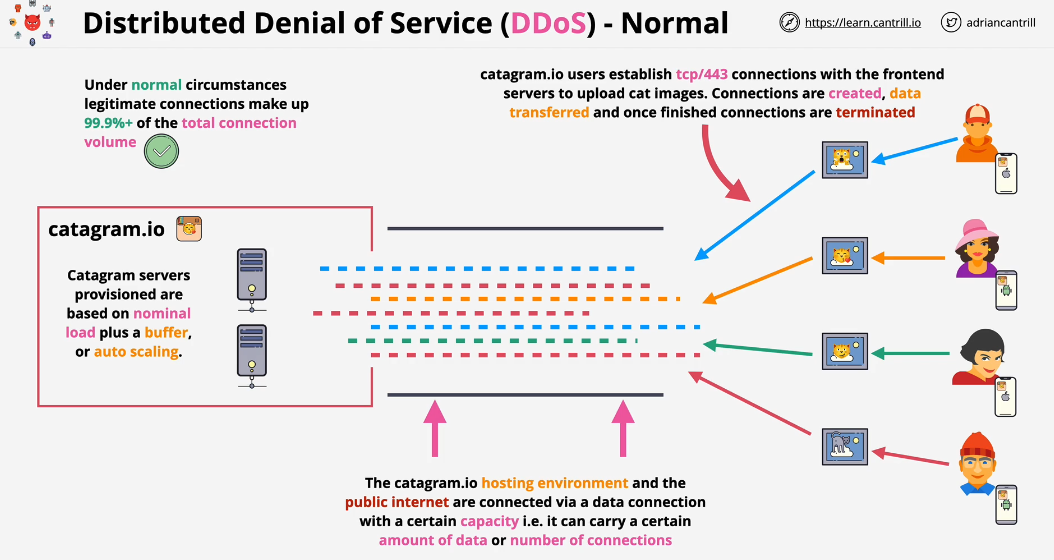 Distributed Denial of Service (DDoS) - Normal
https://learn.cantrill.io
adriancantrill
Under normal circumstances
legitimate connections make up
99.9%+ of the total connection
volume
catagram.io users establish tcp/443 connections with the frontend
servers to upload cat images. Connections are created, data
transferred and once finished connections are terminated
catagram.io
Catagram servers
provisioned are
based on nominal
load plus a buffer,
or auto scaling.
The catagram.io hosting environment and the
public internet are connected via a data connection
with a certain capacity i.e. it can carry a certain
amount of data or number of connections